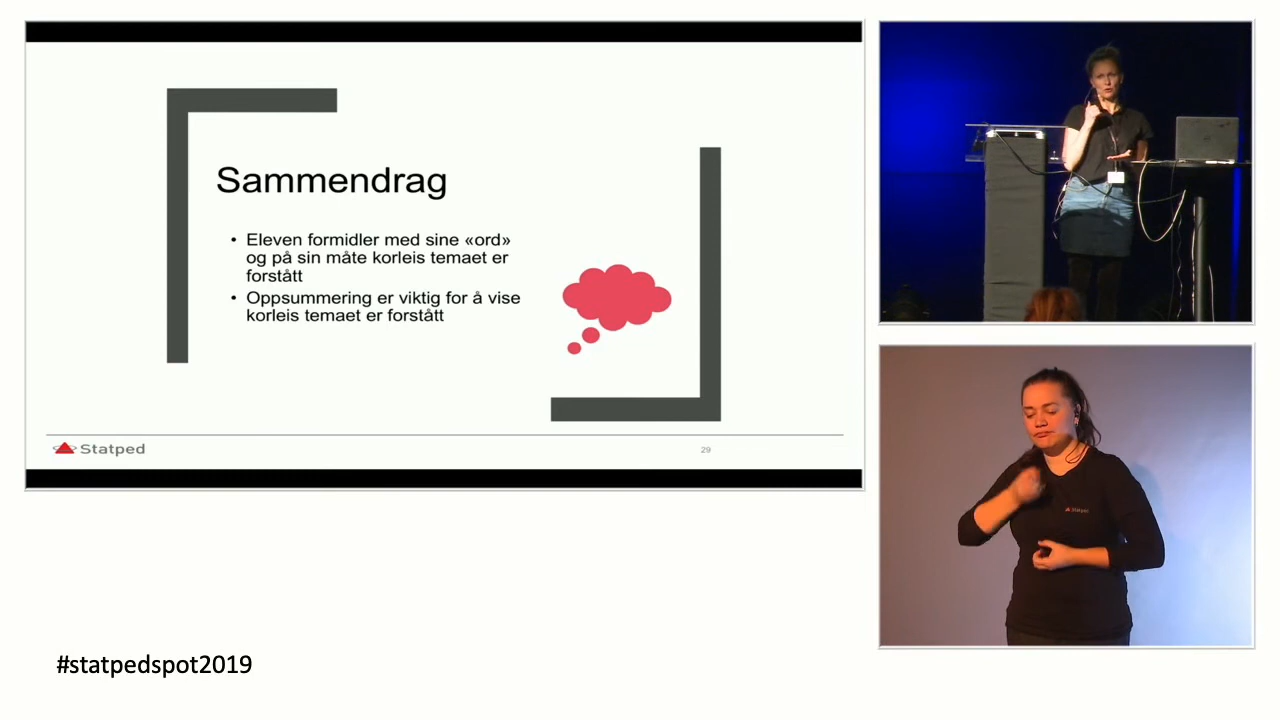 Sammendrag
• Eleven formidler med sine «ord»
og på sin måte korleis temaet er
forstått
• Oppsummering er viktig for å vise
korleis temaet er forstått
Statped
29
Statped
#statpedspot2019